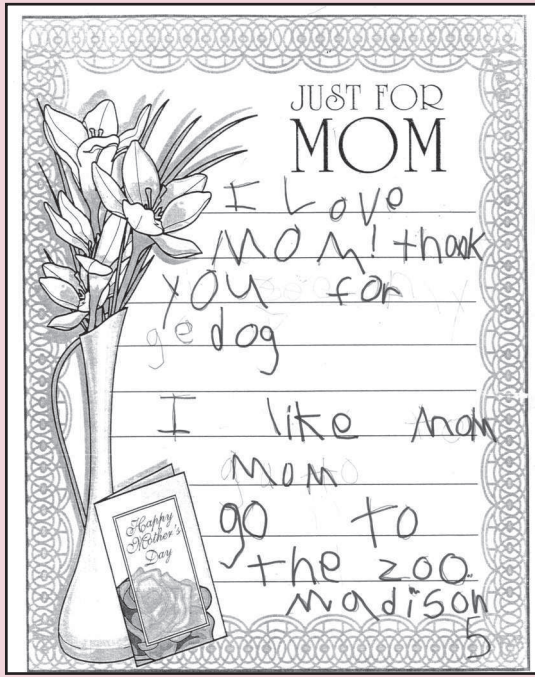 JUST FOR
MOM
I Love
MOM! thank
you for
ge dog
I like Mom
Mom
go to
the zoo.
Madison
5
Happy
Mother's
Day